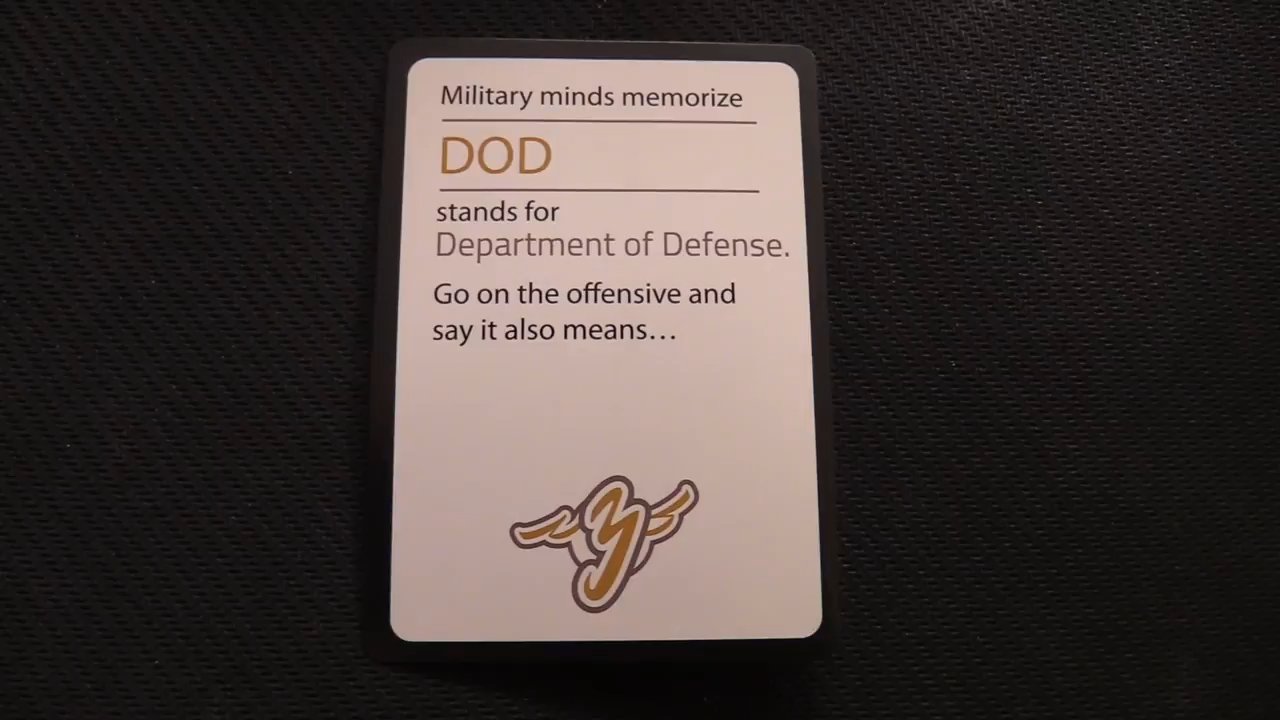 Military minds memorize
DOD
stands for
Department of Defense.
Go on the offensive and
say it also means…
y